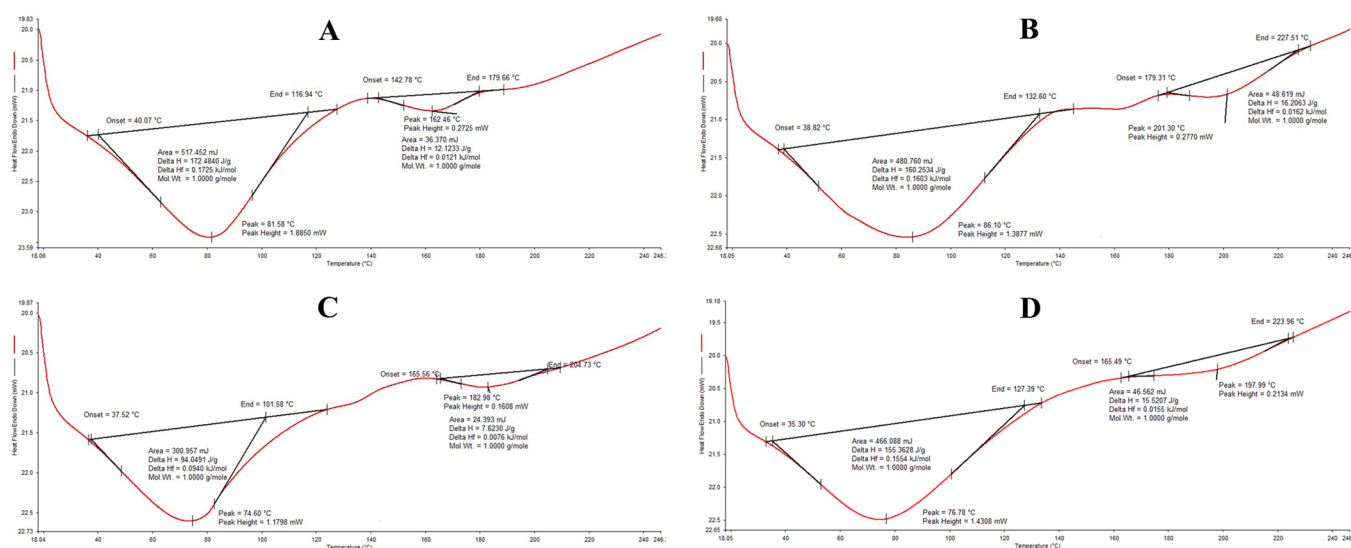 A
19.83
20.0
20.5
21.0
21.5
22.0
22.5
23.0
23.59
Heat Flow Endo Down (mW)
Onset = 40.07 °C
End = 116.94 °C
Area = 517.452 mJ
Delta H = 172.4840 J/g
Delta Hf = 0.1725 kJ/mol
Mol.Wt. = 1.0000 g/mole
Peak = 81.58 °C
Peak Height = 1.8850 mW
Onset = 142.78 °C
End = 179.66 °C
Peak = 162.46 °C
Peak Height = 0.2725 mW
Area = 36.370 mJ
Delta H = 12.1233 J/g
Delta Hf = 0.0121 kJ/mol
Mol.Wt. = 1.0000 g/mole
18.06 40 60 80 100 120 140 160 180 200 220 240
Temperature (°C)
B
19.68
20.0
20.5
21.0
21.5
22.0
22.5
22.68
Heat Flow Endo Down (mW)
Onset = 38.82 °C
End = 132.60 °C
Area = 480.760 mJ
Delta H = 160.2534 J/g
Delta Hf = 0.1603 kJ/mol
Mol.Wt. = 1.0000 g/mole
Peak = 86.10 °C
Peak Height = 1.3877 mW
Onset = 179.31 °C
End = 227.51 °C
Peak = 201.30 °C
Peak Height = 0.2770 mW
Area = 48.619 mJ
Delta H = 16.2063 J/g
Delta Hf = 0.0162 kJ/mol
Mol.Wt. = 1.0000 g/mole
18.05 40 60 80 100 120 140 160 180 200 220 240
Temperature (°C)
C
19.87
20.0
20.5
21.0
21.5
22.0
22.5
22.73
Heat Flow Endo Down (mW)
Onset = 37.52 °C
End = 101.58 °C
Area = 300.957 mJ
Delta H = 94.0491 J/g
Delta Hf = 0.0940 kJ/mol
Mol.Wt. = 1.0000 g/mole
Peak = 74.60 °C
Peak Height = 1.1798 mW
Onset = 165.56 °C
End = 204.73 °C
Peak = 182.98 °C
Peak Height = 0.1608 mW
Area = 24.393 mJ
Delta H = 7.6230 J/g
Delta Hf = 0.0076 kJ/mol
Mol.Wt. = 1.0000 g/mole
18.04 40 60 80 100 120 140 160 180 200 220 240
Temperature (°C)
D
19.18
20.0
20.5
21.0
21.5
22.0
22.5
22.65
Heat Flow Endo Down (mW)
Onset = 35.30 °C
End = 127.39 °C
Area = 466.088 mJ
Delta H = 155.3628 J/g
Delta Hf = 0.1554 kJ/mol
Mol.Wt. = 1.0000 g/mole
Peak = 76.78 °C
Peak Height = 1.4308 mW
Onset = 165.49 °C
End = 223.96 °C
Area = 46.562 mJ
Delta H = 15.5207 J/g
Delta Hf = 0.0155 kJ/mol
Mol.Wt. = 1.0000 g/mole
Peak = 197.99 °C
Peak Height = 0.2134 mW
18.05 40 60 80 100 120 140 160 180 200 220 240
Temperature (°C)